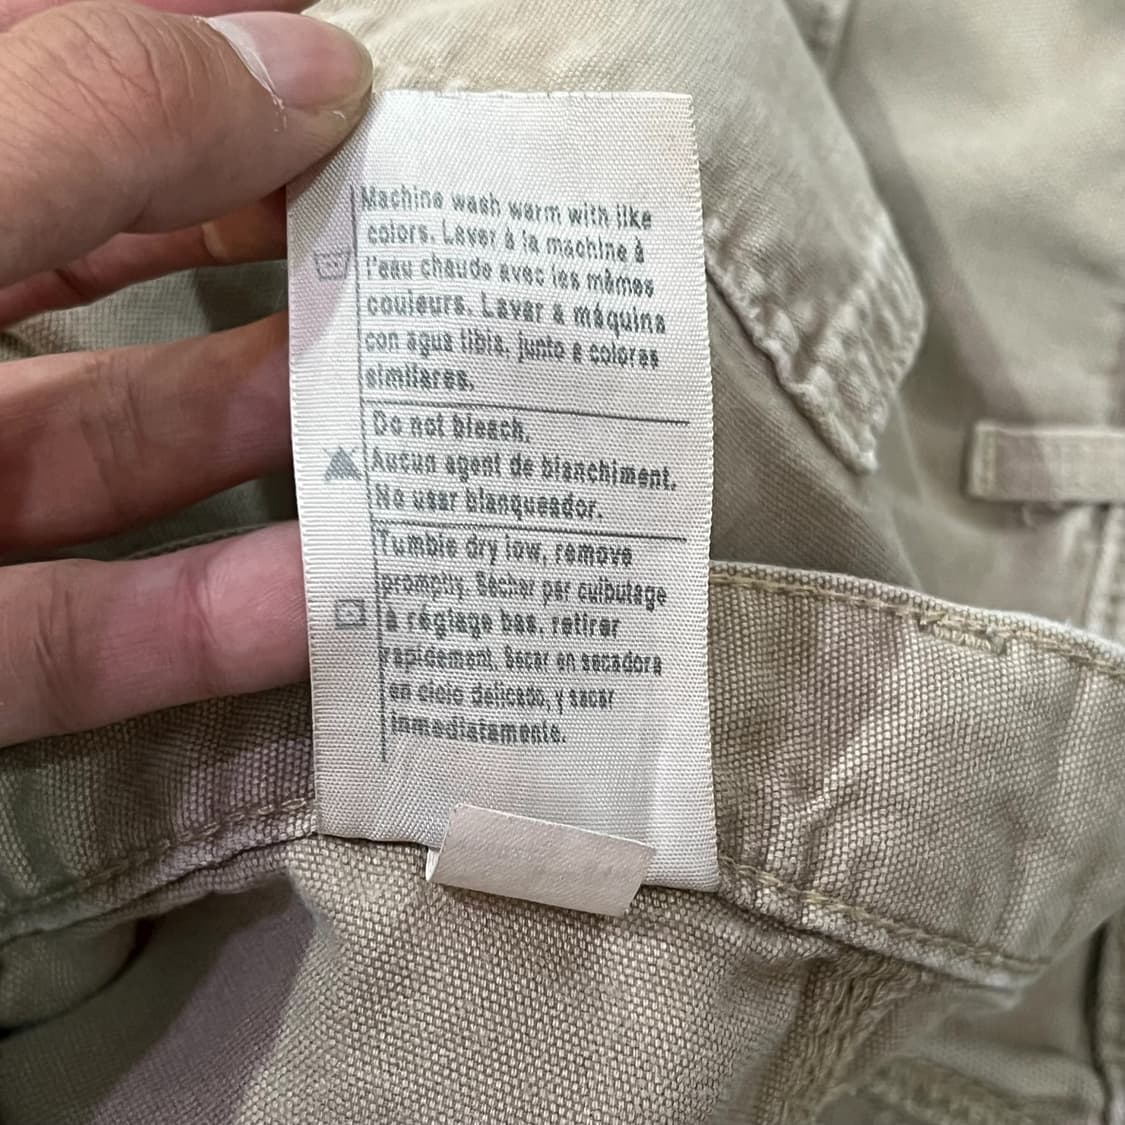 Machine wash warm with like
colors. Laver à la machine à
l'eau chaude avec les mêmes
couleurs. Lavar a máquina
con agua tibia, junto a colores
similares.
Do not bleach.
Aucun agent de blanchiment.
No usar blanqueador.
Tumble dry low, remove
promptly. Sécher par culbutage
à réglage bas, retirer
rapidement. Secar en secadora
en ciclo delicado, y sacar
inmediatamente.